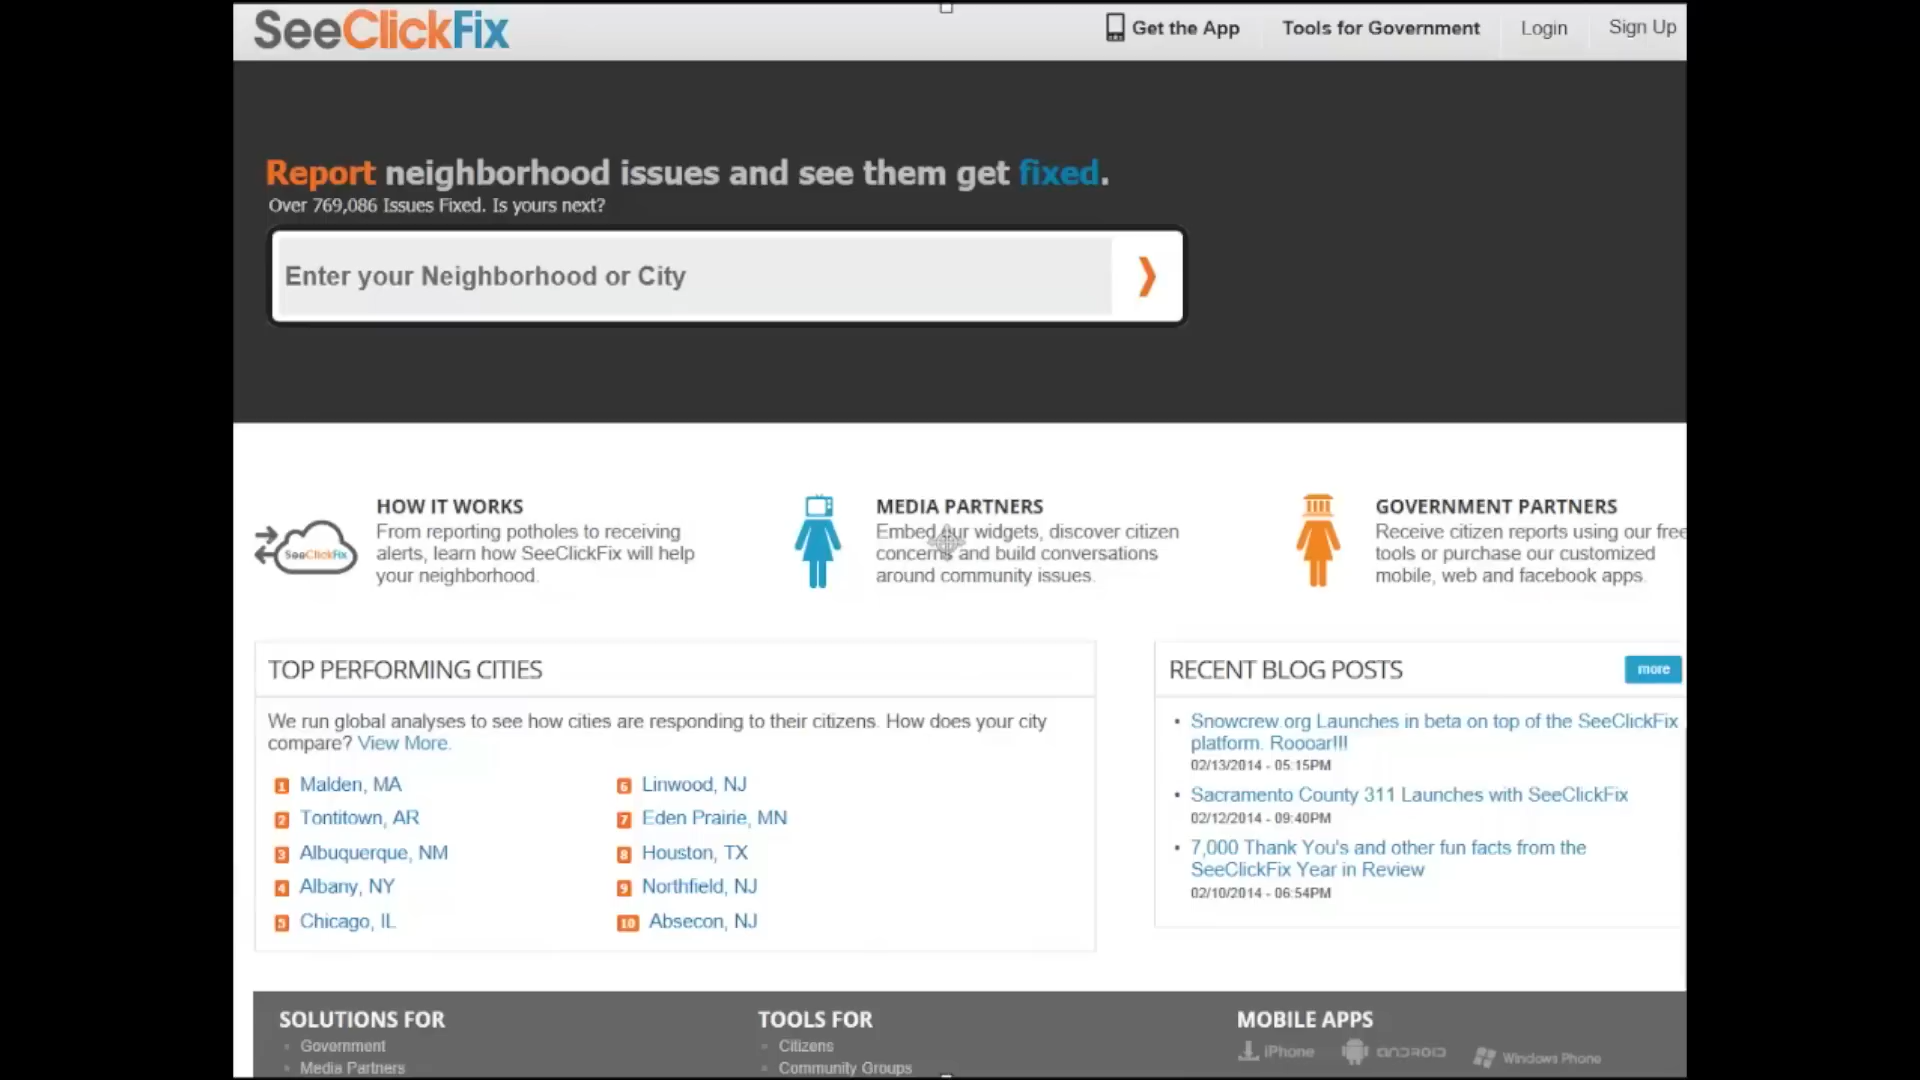 SeeClickFix
Get the App
Tools for Government
Login
Sign Up
Report neighborhood issues and see them get fixed.
Over 769,086 Issues Fixed. Is yours next?
Enter your Neighborhood or City
SeeClickFix
HOW IT WORKS
From reporting potholes to receiving
alerts, learn how SeeClickFix will help
your neighborhood.
MEDIA PARTNERS
Embed our widgets, discover citizen
concerns and build conversations
around community issues.
GOVERNMENT PARTNERS
Receive citizen reports using our free
tools or purchase our customized
mobile, web and facebook apps.
TOP PERFORMING CITIES
We run global analyses to see how cities are responding to their citizens. How does your city
compare? View More.
1 Malden, MA
2 Tontitown, AR
3 Albuquerque, NM
4 Albany, NY
5 Chicago, IL
6 Linwood, NJ
7 Eden Prairie, MN
8 Houston, TX
9 Northfield, NJ
10 Absecon, NJ
RECENT BLOG POSTS
more
• Snowcrew.org Launches in beta on top of the SeeClickFix
platform. Roooar!!!
02/13/2014 - 05:15PM
• Sacramento County 311 Launches with SeeClickFix
02/12/2014 - 09:40PM
• 7,000 Thank You's and other fun facts from the
SeeClickFix Year in Review
02/10/2014 - 06:54PM
SOLUTIONS FOR
Government
Media Partners
TOOLS FOR
Citizens
Community Groups
MOBILE APPS
iPhone
ANDROID
Windows Phone